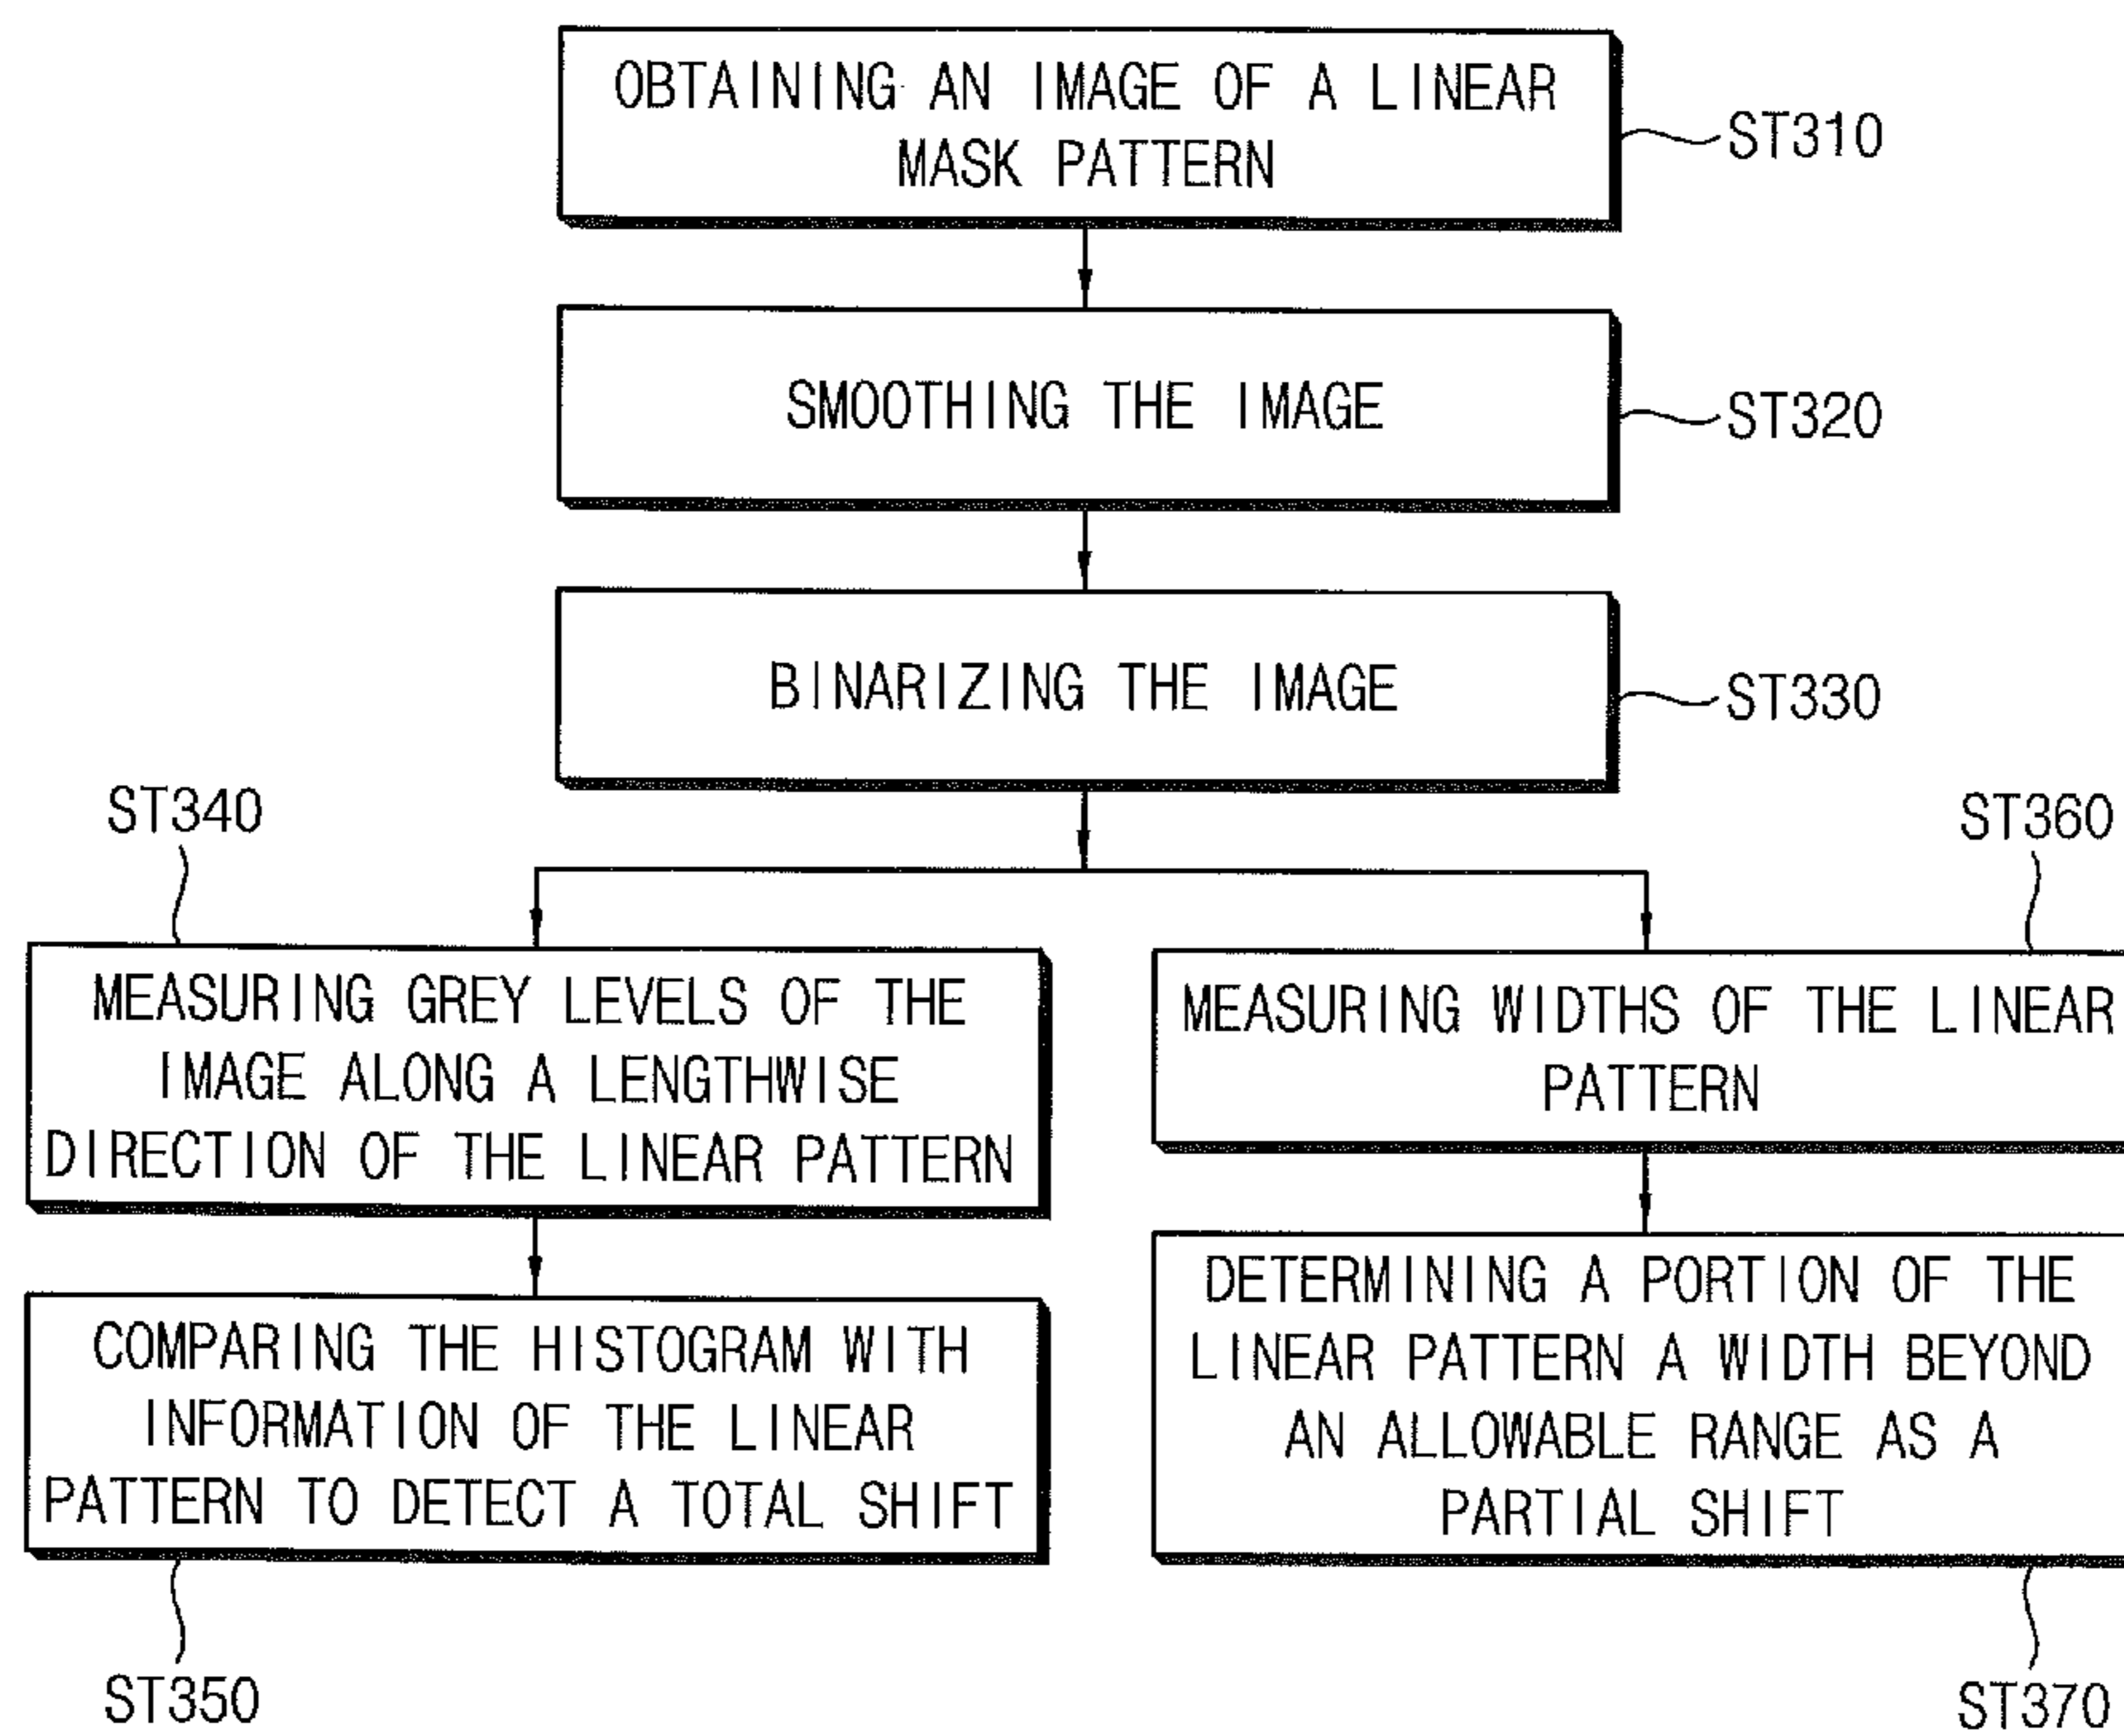 OBTAINING AN IMAGE OF A LINEAR
MASK PATTERN
ST310
SMOOTHING THE IMAGE
ST320
BINARIZING THE IMAGE
ST330
ST340
MEASURING GREY LEVELS OF THE
IMAGE ALONG A LENGTHWISE
DIRECTION OF THE LINEAR PATTERN
COMPARING THE HISTOGRAM WITH
INFORMATION OF THE LINEAR
PATTERN TO DETECT A TOTAL SHIFT
ST350
ST360
MEASURING WIDTHS OF THE LINEAR
PATTERN
DETERMINING A PORTION OF THE
LINEAR PATTERN A WIDTH BEYOND
AN ALLOWABLE RANGE AS A
PARTIAL SHIFT
ST370